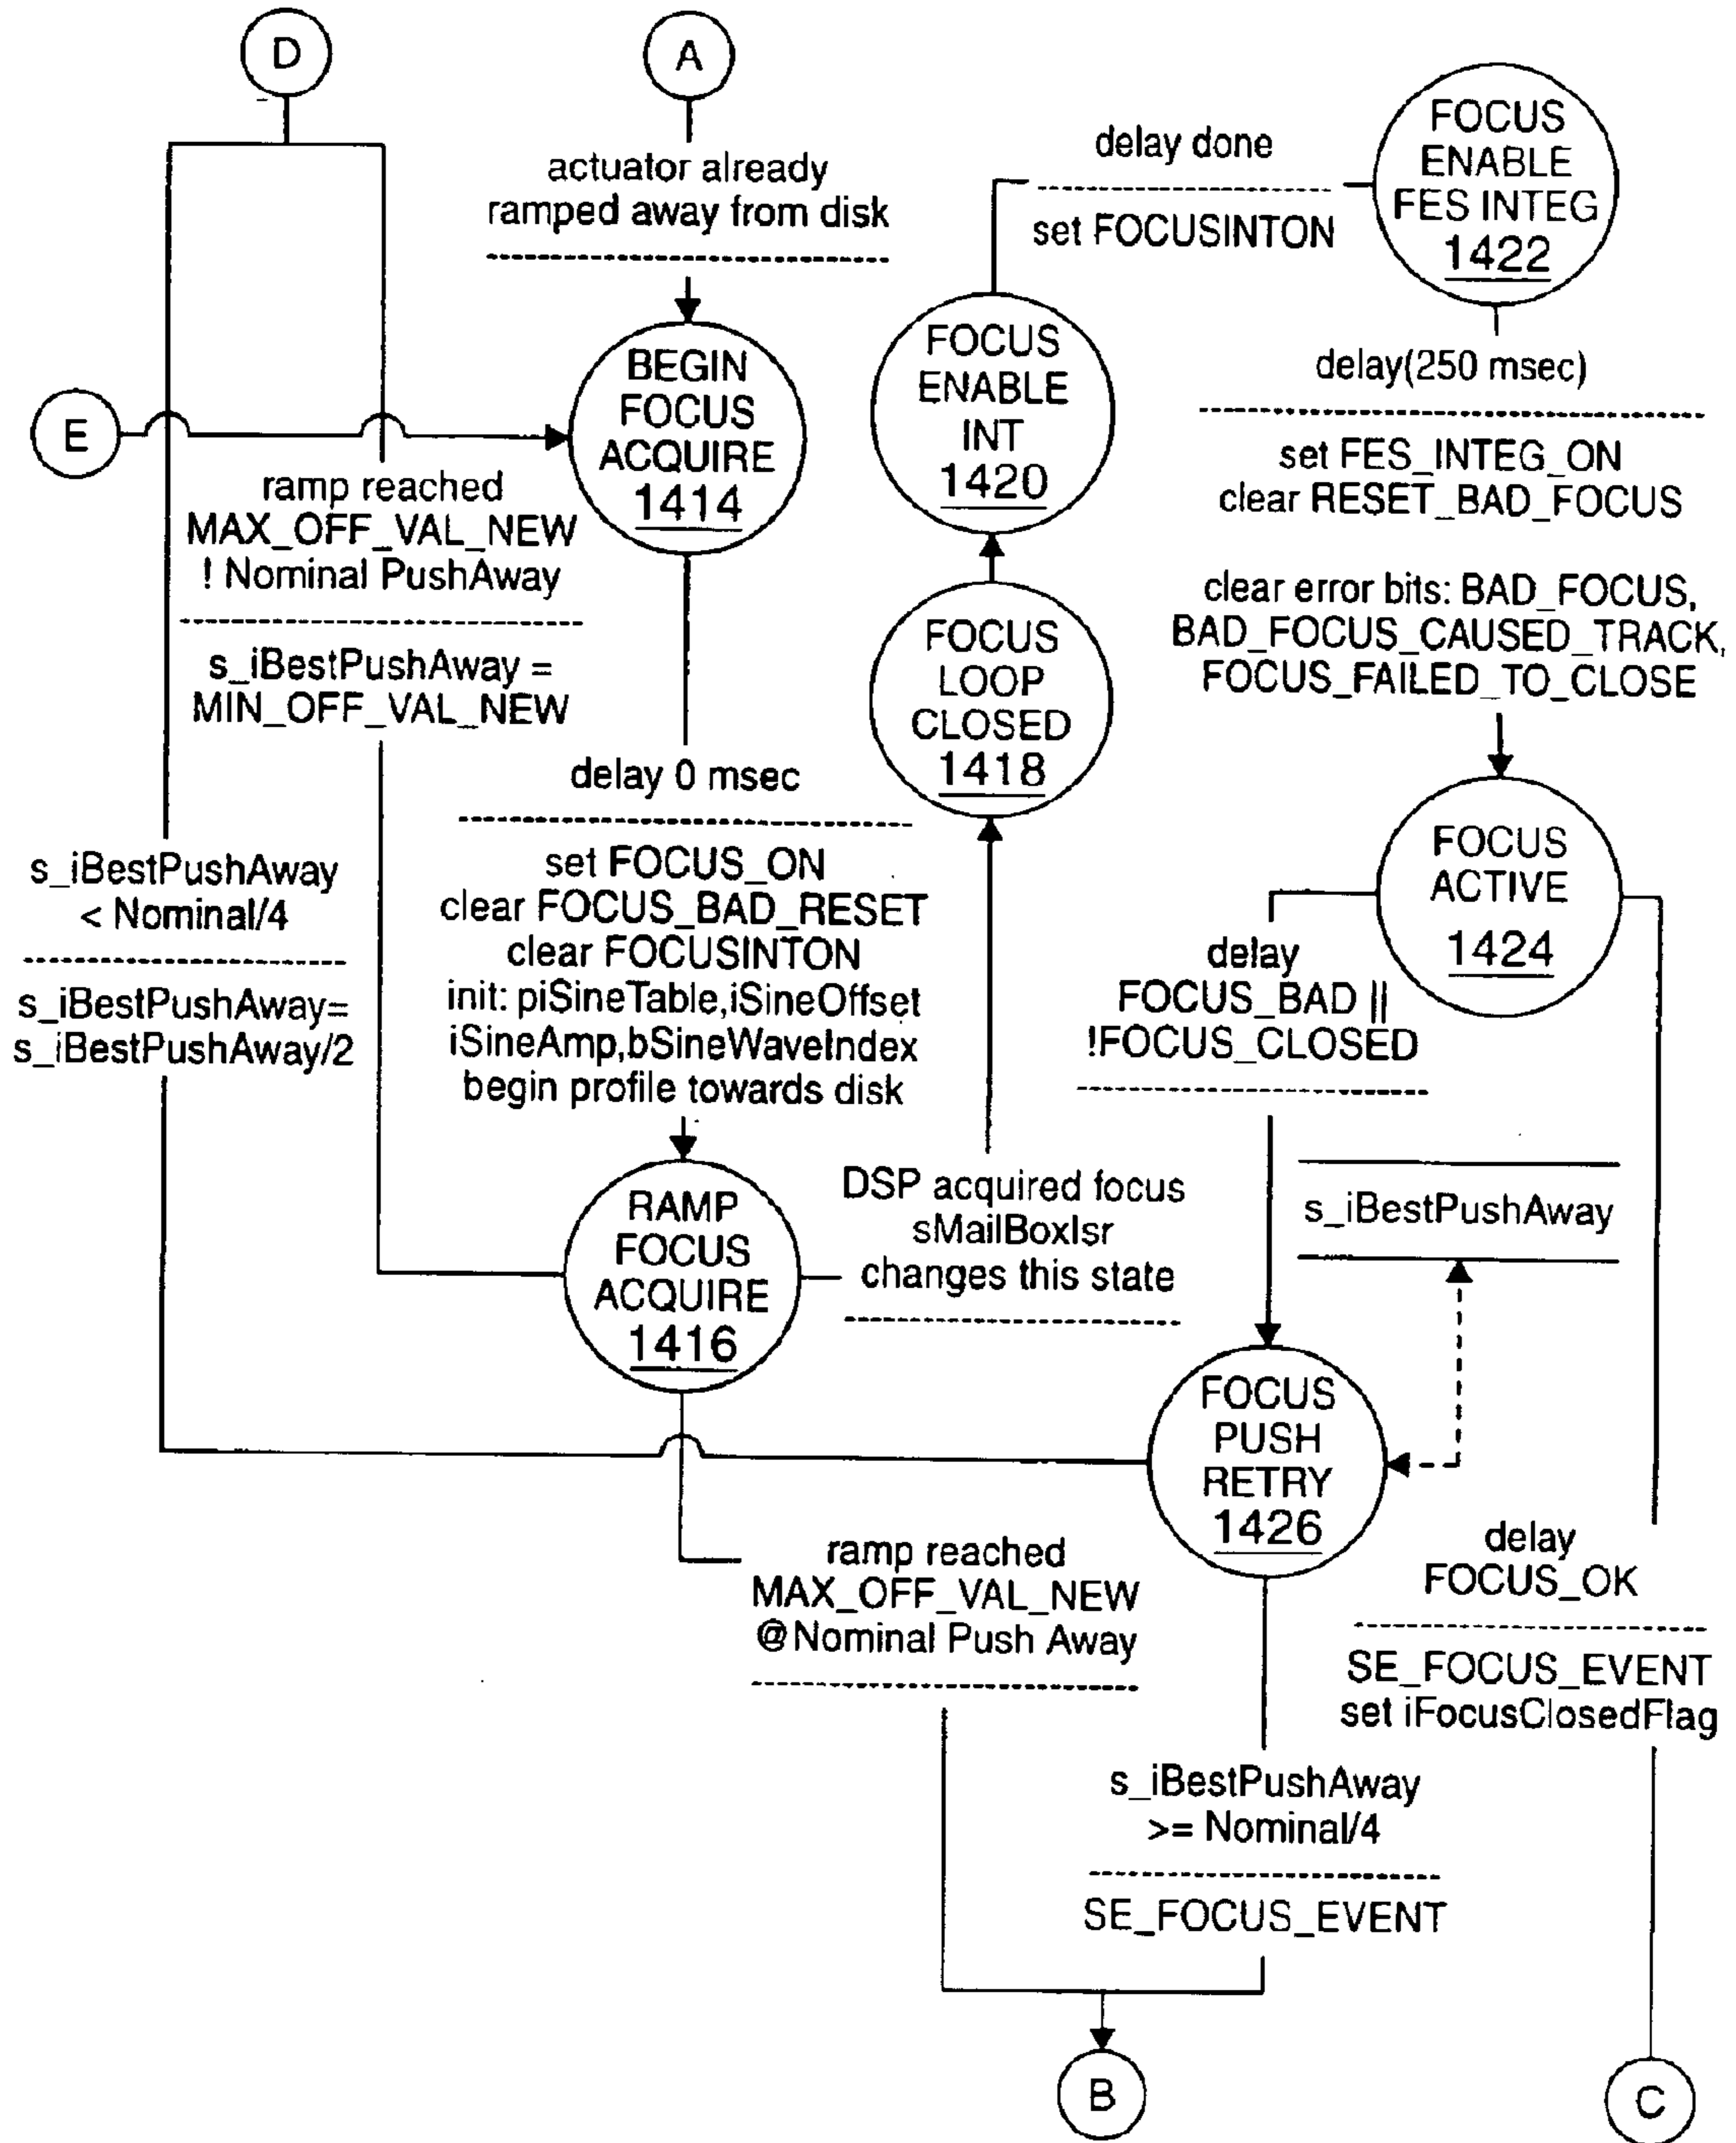 D
A
actuator already
ramped away from disk
E
BEGIN
FOCUS
ACQUIRE
1414
ramp reached
MAX_OFF_VAL_NEW
! Nominal PushAway
s_iBestPushAway =
MIN_OFF_VAL_NEW
s_iBestPushAway
< Nominal/4
s_iBestPushAway=
s_iBestPushAway/2
delay 0 msec
set FOCUS_ON
clear FOCUS_BAD_RESET
clear FOCUSINTON
init: piSineTable,iSineOffset
iSineAmp,bSineWaveIndex
begin profile towards disk
RAMP
FOCUS
ACQUIRE
1416
DSP acquired focus
sMailBoxIsr
changes this state
FOCUS
LOOP
CLOSED
1418
FOCUS
ENABLE
INT
1420
delay done
set FOCUSINTON
FOCUS
ENABLE
FES INTEG
1422
delay(250 msec)
set FES_INTEG_ON
clear RESET_BAD_FOCUS
clear error bits: BAD_FOCUS,
BAD_FOCUS_CAUSED_TRACK,
FOCUS_FAILED_TO_CLOSE
FOCUS
ACTIVE
1424
delay
FOCUS_BAD ||
!FOCUS_CLOSED
s_iBestPushAway
FOCUS
PUSH
RETRY
1426
ramp reached
MAX_OFF_VAL_NEW
@Nominal Push Away
s_iBestPushAway
>= Nominal/4
SE_FOCUS_EVENT
delay
FOCUS_OK
SE_FOCUS_EVENT
set iFocusClosedFlag
B
C